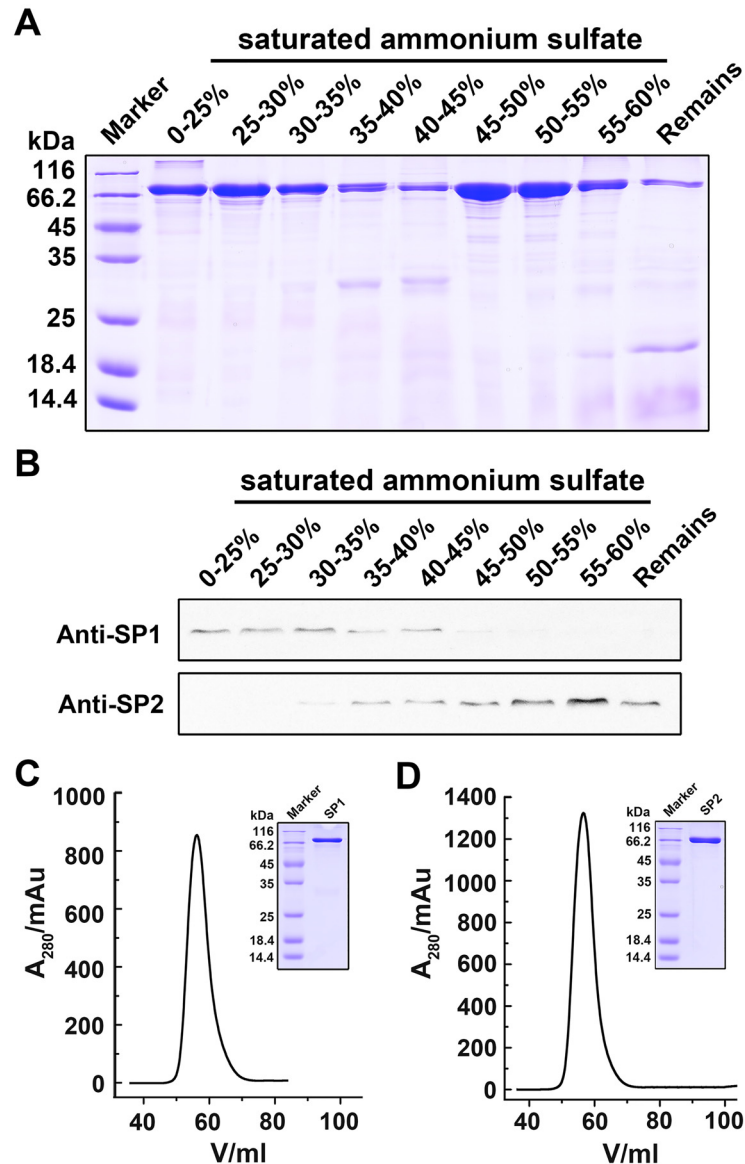 A
saturated ammonium sulfate
Marker
0-25%
25-30%
30-35%
35-40%
40-45%
45-50%
50-55%
55-60%
Remains
kDa
116
66.2
45
35
25
18.4
14.4
B
saturated ammonium sulfate
0-25%
25-30%
30-35%
35-40%
40-45%
45-50%
50-55%
55-60%
Remains
Anti-SP1
Anti-SP2
C
1000
800
600
400
200
0
A280/mAu
40
60
80
100
V/ml
kDa
Marker
SP1
116
66.2
45
35
25
18.4
14.4
D
1400
1200
1000
800
600
400
200
0
A280/mAu
40
60
80
100
V/ml
kDa
Marker
SP2
116
66.2
45
35
25
18.4
14.4